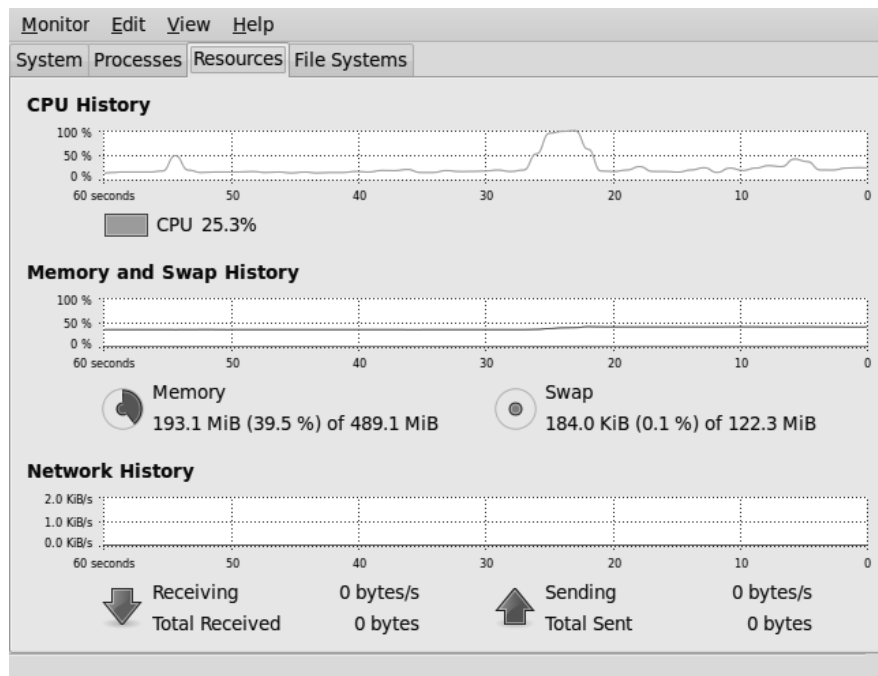 Monitor Edit View Help
System Processes Resources File Systems
CPU History
100 %
50 %
0 %
60 seconds 50 40 30 20 10 0
CPU 25.3%
Memory and Swap History
100 %
50 %
0 %
60 seconds 50 40 30 20 10 0
Memory Swap
193.1 MiB (39.5 %) of 489.1 MiB 184.0 KiB (0.1 %) of 122.3 MiB
Network History
2.0 KiB/s
1.0 KiB/s
0.0 KiB/s
60 seconds 50 40 30 20 10 0
Receiving 0 bytes/s Sending 0 bytes/s
Total Received 0 bytes Total Sent 0 bytes